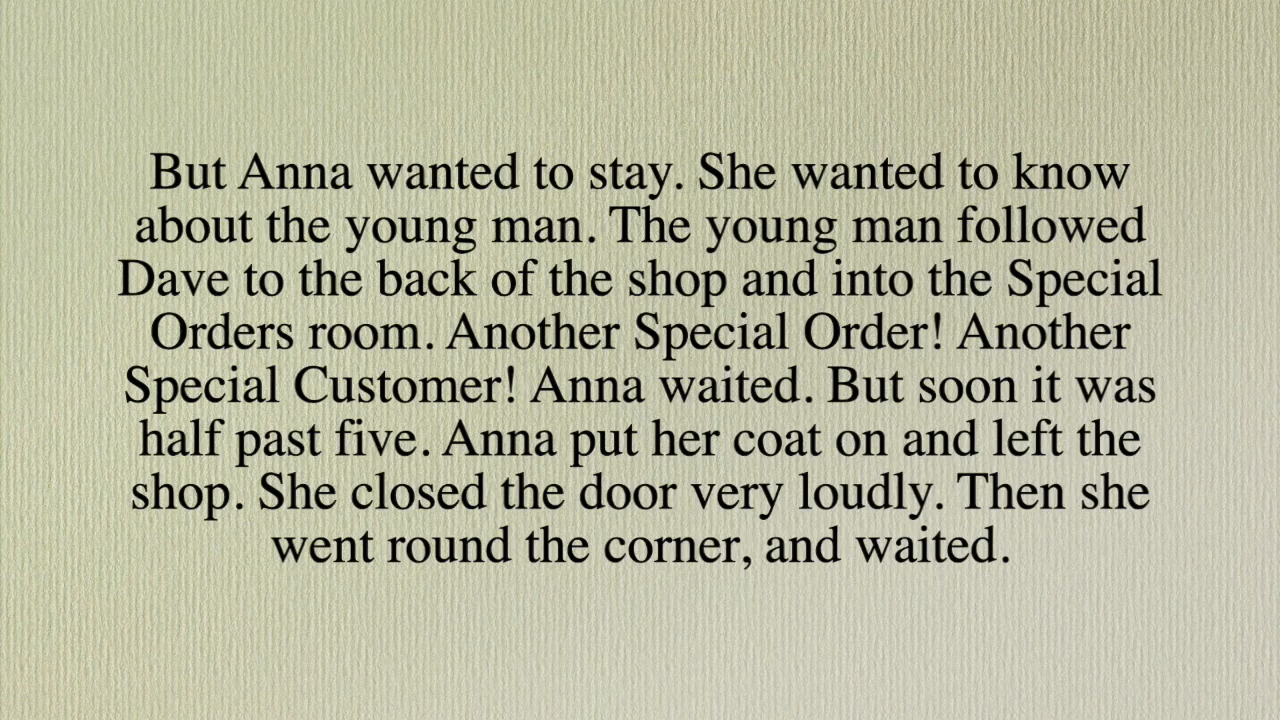 But Anna wanted to stay. She wanted to know
about the young man. The young man followed
Dave to the back of the shop and into the Special
Orders room. Another Special Order! Another
Special Customer! Anna waited. But soon it was
half past five. Anna put her coat on and left the
shop. She closed the door very loudly. Then she
went round the corner, and waited.